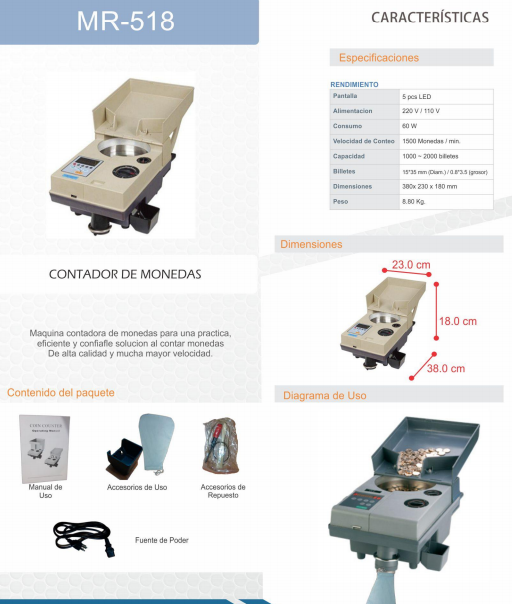 MR-518
CONTADOR DE MONEDAS
Maquina contadora de monedas para una practica,
eficiente y confiafle solucion al contar monedas
De alta calidad y mucha mayor velocidad.
Contenido del paquete
COIN COUNTER
Operating Manual
Manual de
Uso
Accesorios de Uso
Accesorios de
Repuesto
Fuente de Poder
CARACTERÍSTICAS
Especificaciones
RENDIMIENTO
Pantalla 5 pcs LED
Alimentacion 220 V / 110 V
Consumo 60 W
Velocidad de Conteo 1500 Monedas / min.
Capacidad 1000 ~ 2000 billetes
Billetes 15*35 mm (Diam.) / 0.8*3.5 (grosor)
Dimensiones 380x 230 x 180 mm
Peso 8.80 Kg.
Dimensiones
23.0 cm
18.0 cm
38.0 cm
Diagrama de Uso